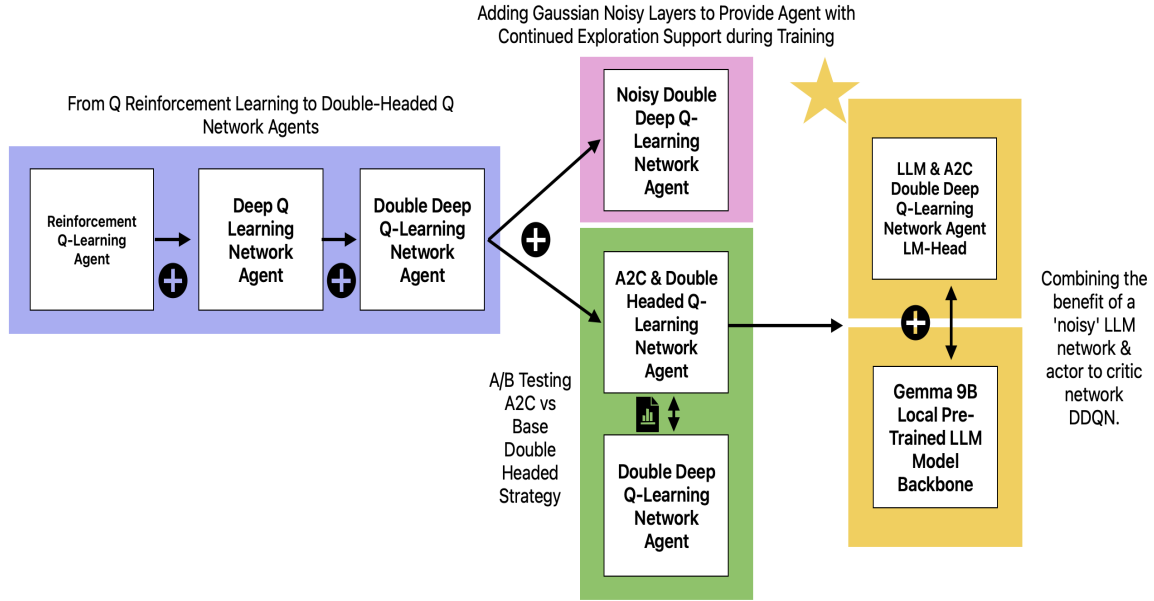 Adding Gaussian Noisy Layers to Provide Agent with
Continued Exploration Support during Training
From Q Reinforcement Learning to Double-Headed Q
Network Agents
Reinforcement
Q-Learning
Agent
Deep Q
Learning
Network
Agent
Double Deep
Q-Learning
Network
Agent
Noisy Double
Deep Q-
Learning
Network
Agent
A2C & Double
Headed Q-
Learning
Network
Agent
A/B Testing
A2C vs
Base
Double
Headed
Strategy
Double Deep
Q-Learning
Network
Agent
LLM & A2C
Double Deep
Q-Learning
Network Agent
LM-Head
Gemma 9B
Local Pre-
Trained LLM
Model
Backbone
Combining the
benefit of a
'noisy' LLM
network &
actor to critic
network
DDQN.